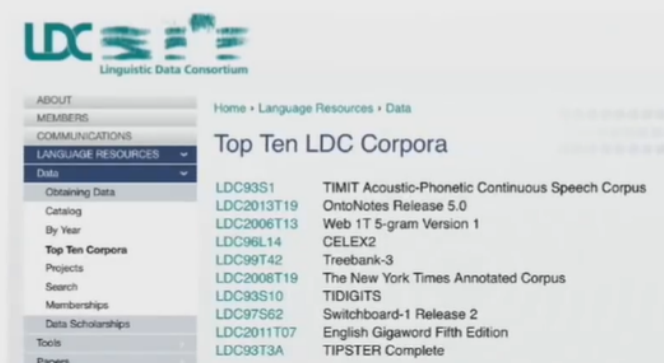 LDC
Linguistic Data Consortium
ABOUT
MEMBERS
COMMUNICATIONS
LANGUAGE RESOURCES
Data
Obtaining Data
Catalog
By Year
Top Ten Corpora
Projects
Search
Memberships
Data Scholarships
Tools
Papers
Home › Language Resources › Data
Top Ten LDC Corpora
LDC93S1 TIMIT Acoustic-Phonetic Continuous Speech Corpus
LDC2013T19 OntoNotes Release 5.0
LDC2006T13 Web 1T 5-gram Version 1
LDC96L14 CELEX2
LDC99T42 Treebank-3
LDC2008T19 The New York Times Annotated Corpus
LDC93S10 TIDIGITS
LDC97S62 Switchboard-1 Release 2
LDC2011T07 English Gigaword Fifth Edition
LDC93T3A TIPSTER Complete